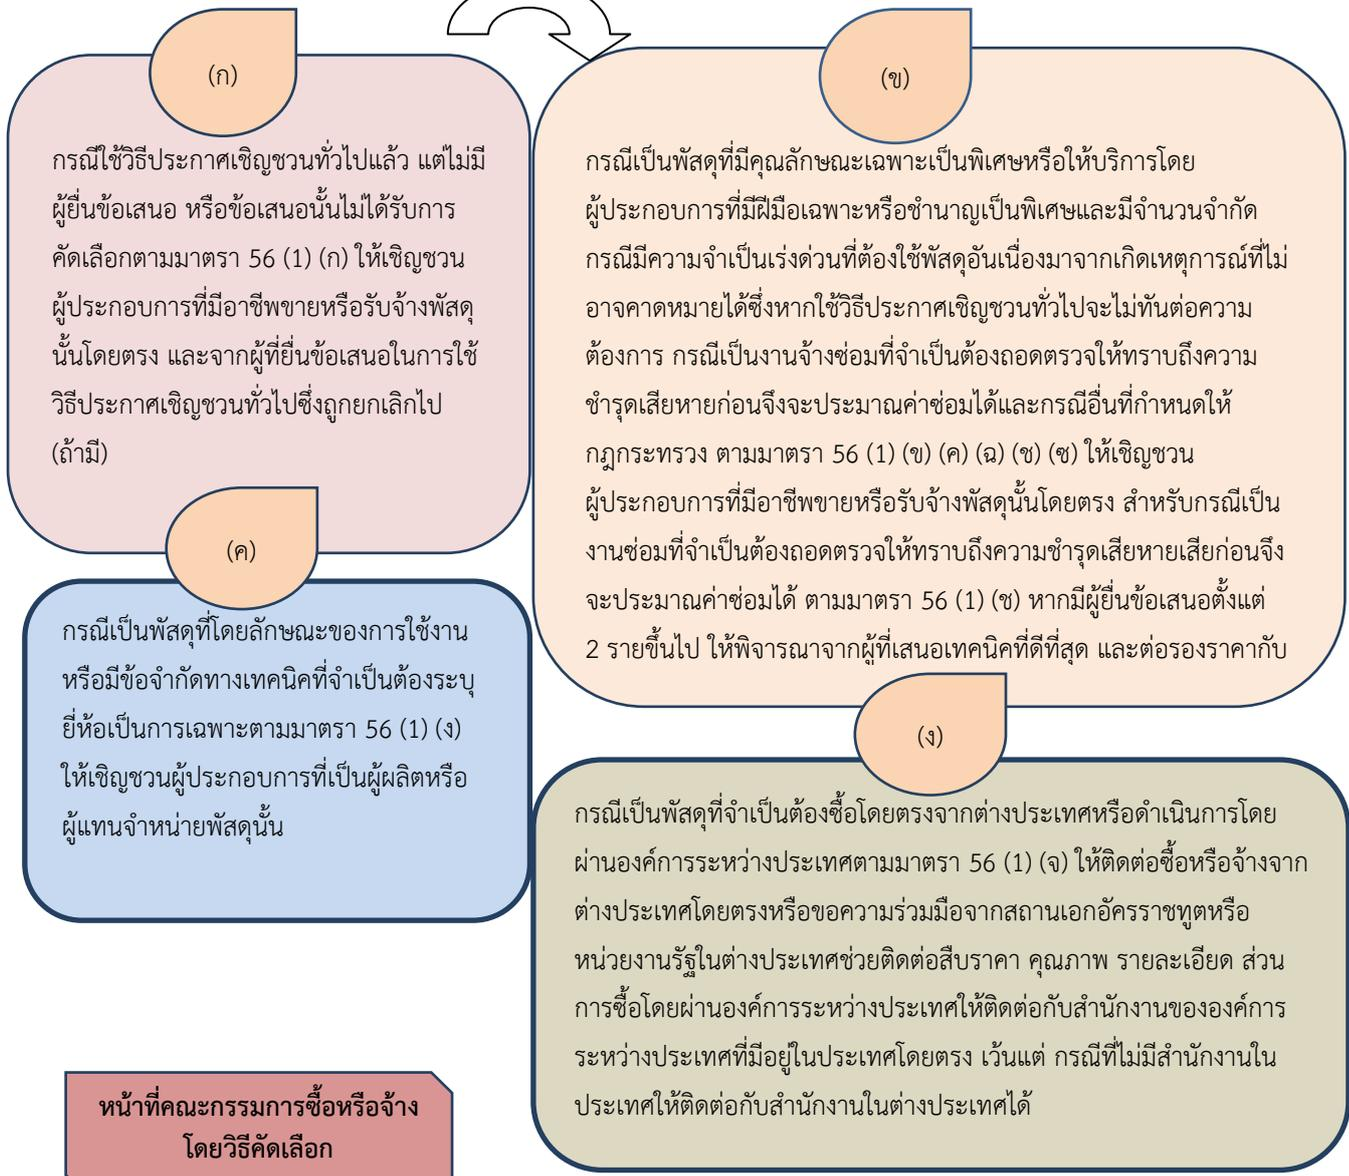 (ก)
กรณีใช้วิธีประกาศเชิญชวนทั่วไปแล้ว แต่ไม่มี
ผู้ยื่นข้อเสนอ หรือข้อเสนอนั้นไม่ได้รับการ
คัดเลือกตามมาตรา 56 (1) (ก) ให้เชิญชวน
ผู้ประกอบการที่มีอาชีพขายหรือรับจ้างพัสดุ
นั้นโดยตรง และจากผู้ที่ยื่นข้อเสนอในการใช้
วิธีประกาศเชิญชวนทั่วไปซึ่งถูกยกเลิกไป
(ถ้ามี)
(ข)
กรณีเป็นพัสดุที่มีคุณลักษณะเฉพาะเป็นพิเศษหรือให้บริการโดย
ผู้ประกอบการที่มีฝีมือเฉพาะหรือชำนาญเป็นพิเศษและมีจำนวนจำกัด
กรณีมีความจำเป็นเร่งด่วนที่ต้องใช้พัสดุอันเนื่องมาจากเกิดเหตุการณ์ที่ไม่
อาจคาดหมายได้ซึ่งหากใช้วิธีประกาศเชิญชวนทั่วไปจะไม่ทันต่อความ
ต้องการ กรณีเป็นงานจ้างซ่อมที่จำเป็นต้องถอดตรวจให้ทราบถึงความ
ชำรุดเสียหายก่อนจึงจะประมาณค่าซ่อมได้และกรณีอื่นที่กำหนดให้
กฎกระทรวง ตามมาตรา 56 (1) (ข) (ค) (ฉ) (ช) (ซ) ให้เชิญชวน
ผู้ประกอบการที่มีอาชีพขายหรือรับจ้างพัสดุนั้นโดยตรง สำหรับกรณีเป็น
งานซ่อมที่จำเป็นต้องถอดตรวจให้ทราบถึงความชำรุดเสียหายเสียก่อนจึง
จะประมาณค่าซ่อมได้ ตามมาตรา 56 (1) (ช) หากมีผู้ยื่นข้อเสนอตั้งแต่
2 รายขึ้นไป ให้พิจารณาจากผู้ที่เสนอเทคนิคที่ดีที่สุด และต่อรองราคากับ
(ค)
กรณีเป็นพัสดุที่โดยลักษณะของการใช้งาน
หรือมีข้อจำกัดทางเทคนิคที่จำเป็นต้องระบุ
ยี่ห้อเป็นการเฉพาะตามมาตรา 56 (1) (ง)
ให้เชิญชวนผู้ประกอบการที่เป็นผู้ผลิตหรือ
ผู้แทนจำหน่ายพัสดุนั้น
(ง)
กรณีเป็นพัสดุที่จำเป็นต้องซื้อโดยตรงจากต่างประเทศหรือดำเนินการโดย
ผ่านองค์การระหว่างประเทศตามมาตรา 56 (1) (จ) ให้ติดต่อซื้อหรือจ้างจาก
ต่างประเทศโดยตรงหรือขอความร่วมมือจากสถานเอกอัครราชทูตหรือ
หน่วยงานรัฐในต่างประเทศช่วยติดต่อสืบราคา คุณภาพ รายละเอียด ส่วน
การซื้อโดยผ่านองค์การระหว่างประเทศให้ติดต่อกับสำนักงานขององค์การ
ระหว่างประเทศที่มีอยู่ในประเทศโดยตรง เว้นแต่ กรณีที่ไม่มีสำนักงานใน
ประเทศให้ติดต่อกับสำนักงานในต่างประเทศได้
หน้าที่คณะกรรมการซื้อหรือจ้าง
โดยวิธีคัดเลือก